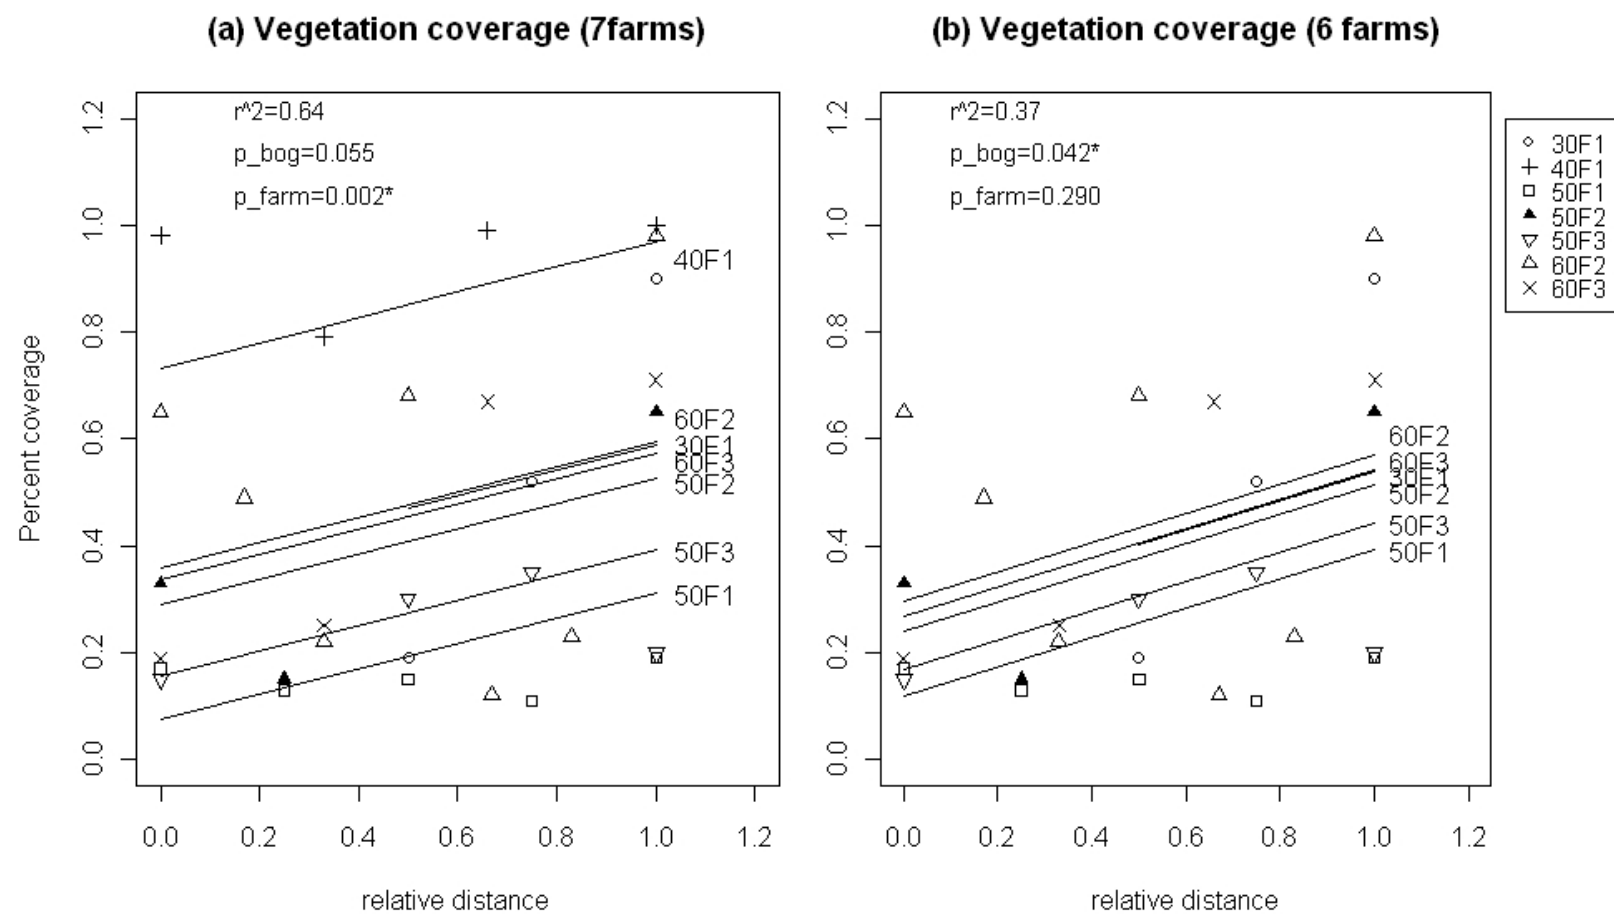 (a) Vegetation coverage (7farms)
r^2=0.64
p_bog=0.055
p_farm=0.002*
1.2
1.0
0.8
0.6
0.4
0.2
0.0
Percent coverage
40F1
60F2
30F1
60F3
50F2
50F3
50F1
0.0 0.2 0.4 0.6 0.8 1.0 1.2
relative distance
(b) Vegetation coverage (6 farms)
r^2=0.37
p_bog=0.042*
p_farm=0.290
1.2
1.0
0.8
0.6
0.4
0.2
0.0
60F2
60F3
30F1
50F2
50F3
50F1
0.0 0.2 0.4 0.6 0.8 1.0 1.2
relative distance
30F1
40F1
50F1
50F2
50F3
60F2
60F3